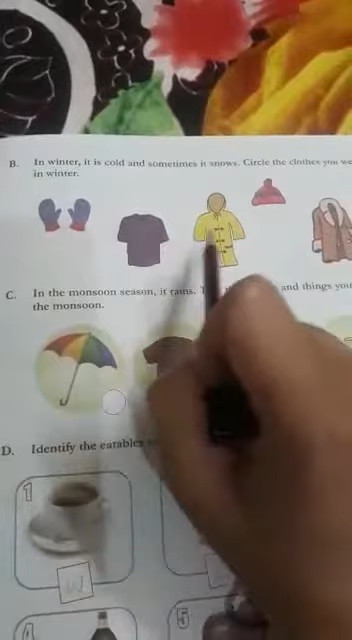 B. In winter, it is cold and sometimes it snows. Circle the clothes you we
in winter.
C. In the monsoon season, it rains. and things you
the monsoon.
D. Identify the eatables
1
W
4
5